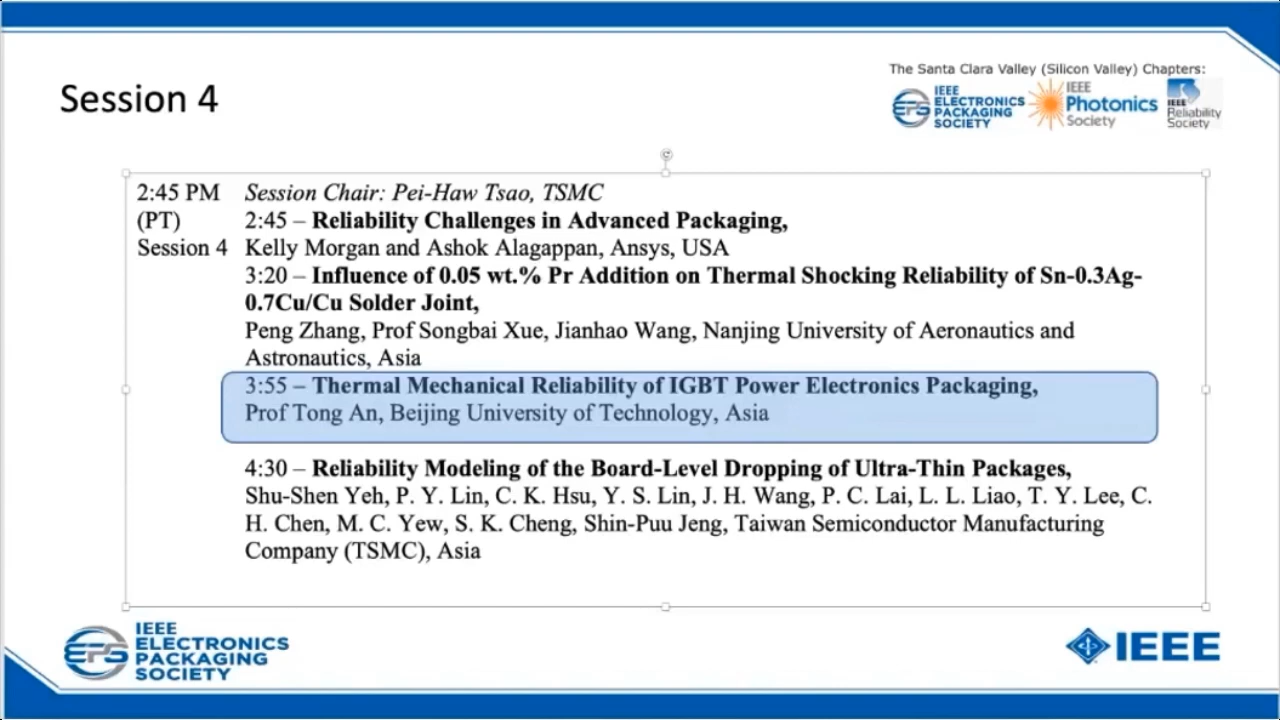 Session 4
The Santa Clara Valley (Silicon Valley) Chapters:
EPS IEEE ELECTRONICS PACKAGING SOCIETY
IEEE Photonics Society
IEEE Reliability Society
2:45 PM Session Chair: Pei-Haw Tsao, TSMC
(PT) 2:45 – Reliability Challenges in Advanced Packaging,
Session 4 Kelly Morgan and Ashok Alagappan, Ansys, USA
3:20 – Influence of 0.05 wt.% Pr Addition on Thermal Shocking Reliability of Sn-0.3Ag-
0.7Cu/Cu Solder Joint,
Peng Zhang, Prof Songbai Xue, Jianhao Wang, Nanjing University of Aeronautics and
Astronautics, Asia
3:55 – Thermal Mechanical Reliability of IGBT Power Electronics Packaging,
Prof Tong An, Beijing University of Technology, Asia
4:30 – Reliability Modeling of the Board-Level Dropping of Ultra-Thin Packages,
Shu-Shen Yeh, P. Y. Lin, C. K. Hsu, Y. S. Lin, J. H. Wang, P. C. Lai, L. L. Liao, T. Y. Lee, C.
H. Chen, M. C. Yew, S. K. Cheng, Shin-Puu Jeng, Taiwan Semiconductor Manufacturing
Company (TSMC), Asia
EPS IEEE
ELECTRONICS
PACKAGING
SOCIETY
IEEE